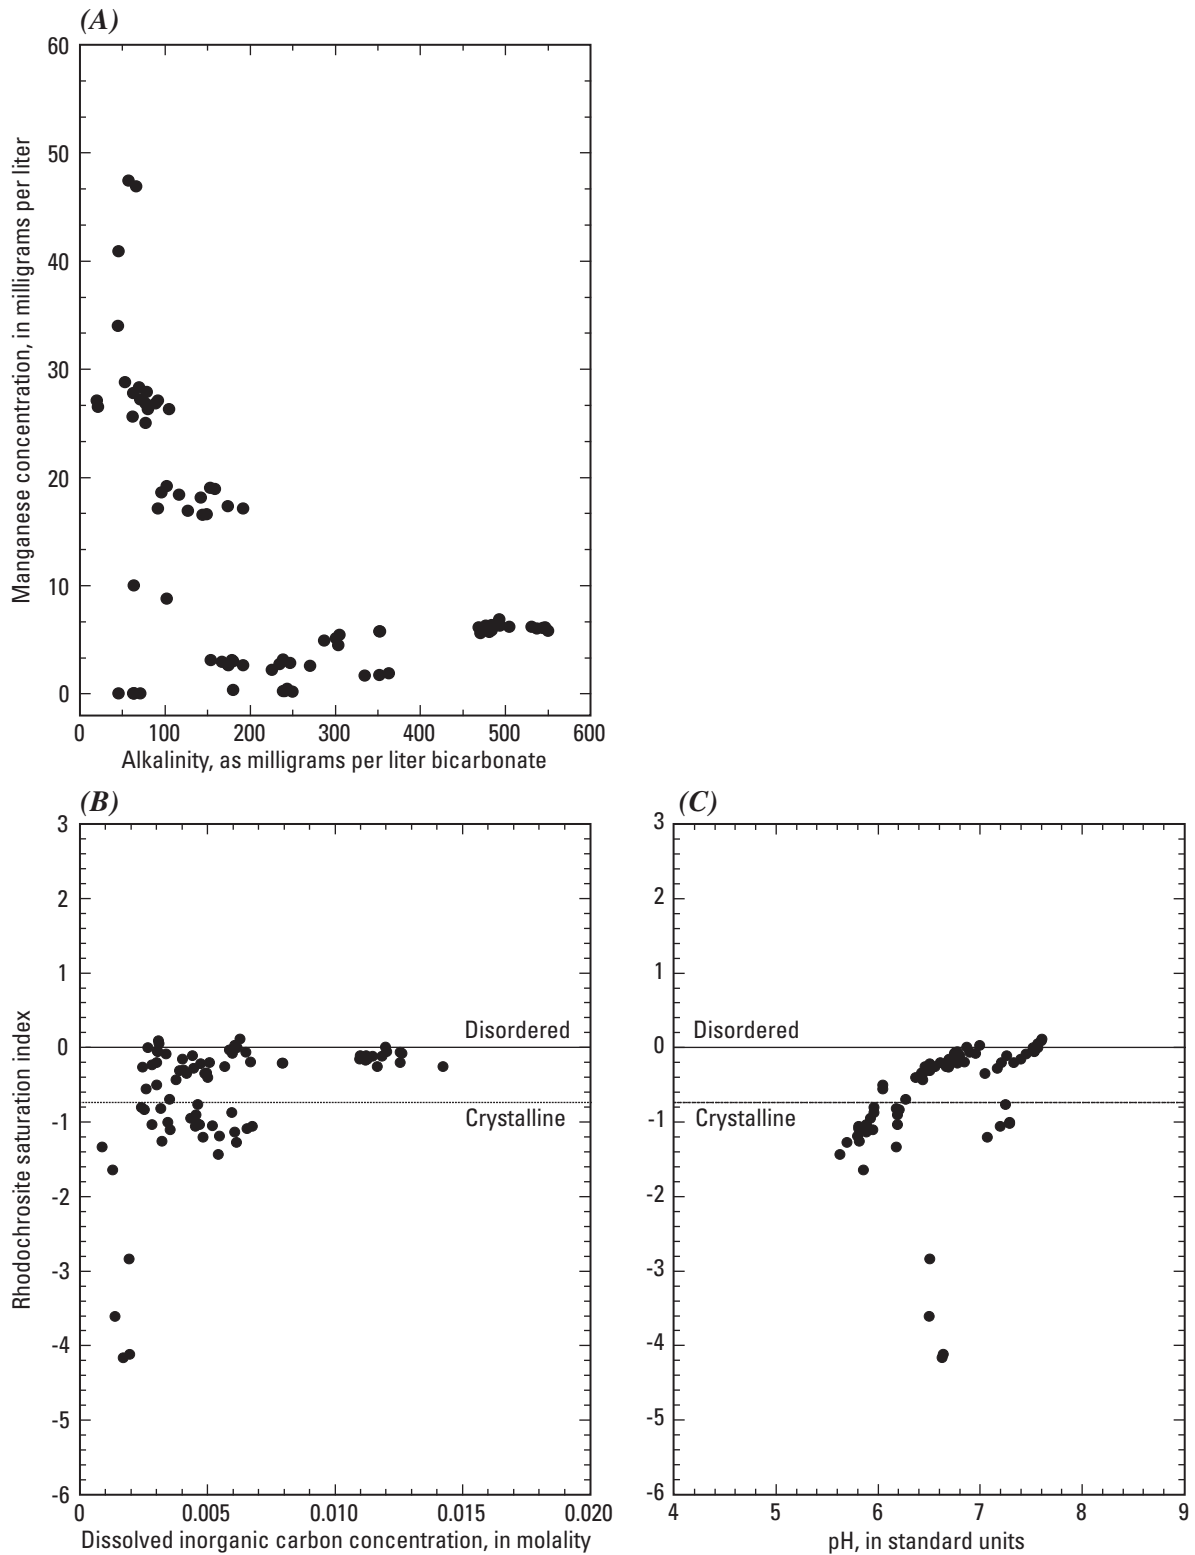 (A)
60
50
40
30
20
10
0
Manganese concentration, in milligrams per liter
0 100 200 300 400 500 600
Alkalinity, as milligrams per liter bicarbonate
(B)
3
2
1
0
-1
-2
-3
-4
-5
-6
Rhodochrosite saturation index
Disordered
Crystalline
0 0.005 0.010 0.015 0.020
Dissolved inorganic carbon concentration, in molality
(C)
3
2
1
0
-1
-2
-3
-4
-5
-6
Disordered
Crystalline
4 5 6 7 8 9
pH, in standard units